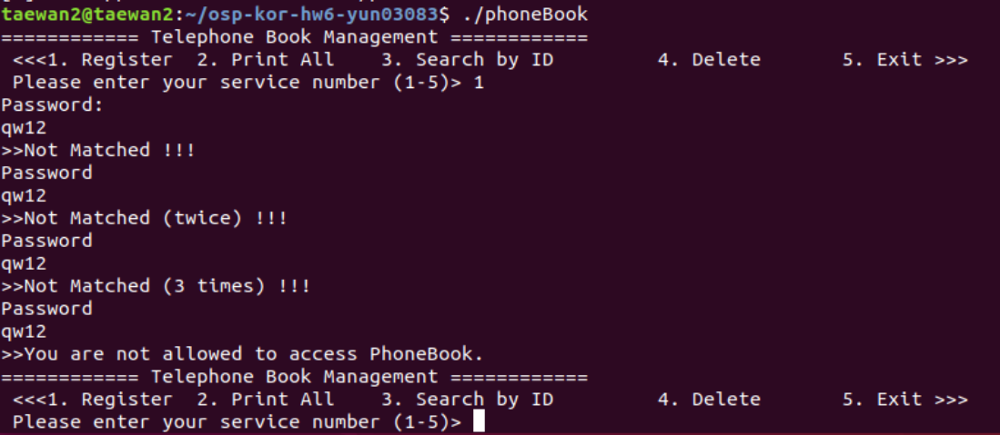 taewan2@taewan2:~/osp-kor-hw6-yun03083$ ./phoneBook
============ Telephone Book Management ============
<<<1. Register  2. Print All    3. Search by ID         4. Delete       5. Exit >>>
Please enter your service number (1-5)> 1
Password:
qw12
>>Not Matched !!!
Password
qw12
>>Not Matched (twice) !!!
Password
qw12
>>Not Matched (3 times) !!!
Password
qw12
>>You are not allowed to access PhoneBook.
============ Telephone Book Management ============
<<<1. Register  2. Print All    3. Search by ID         4. Delete       5. Exit >>>
Please enter your service number (1-5)>